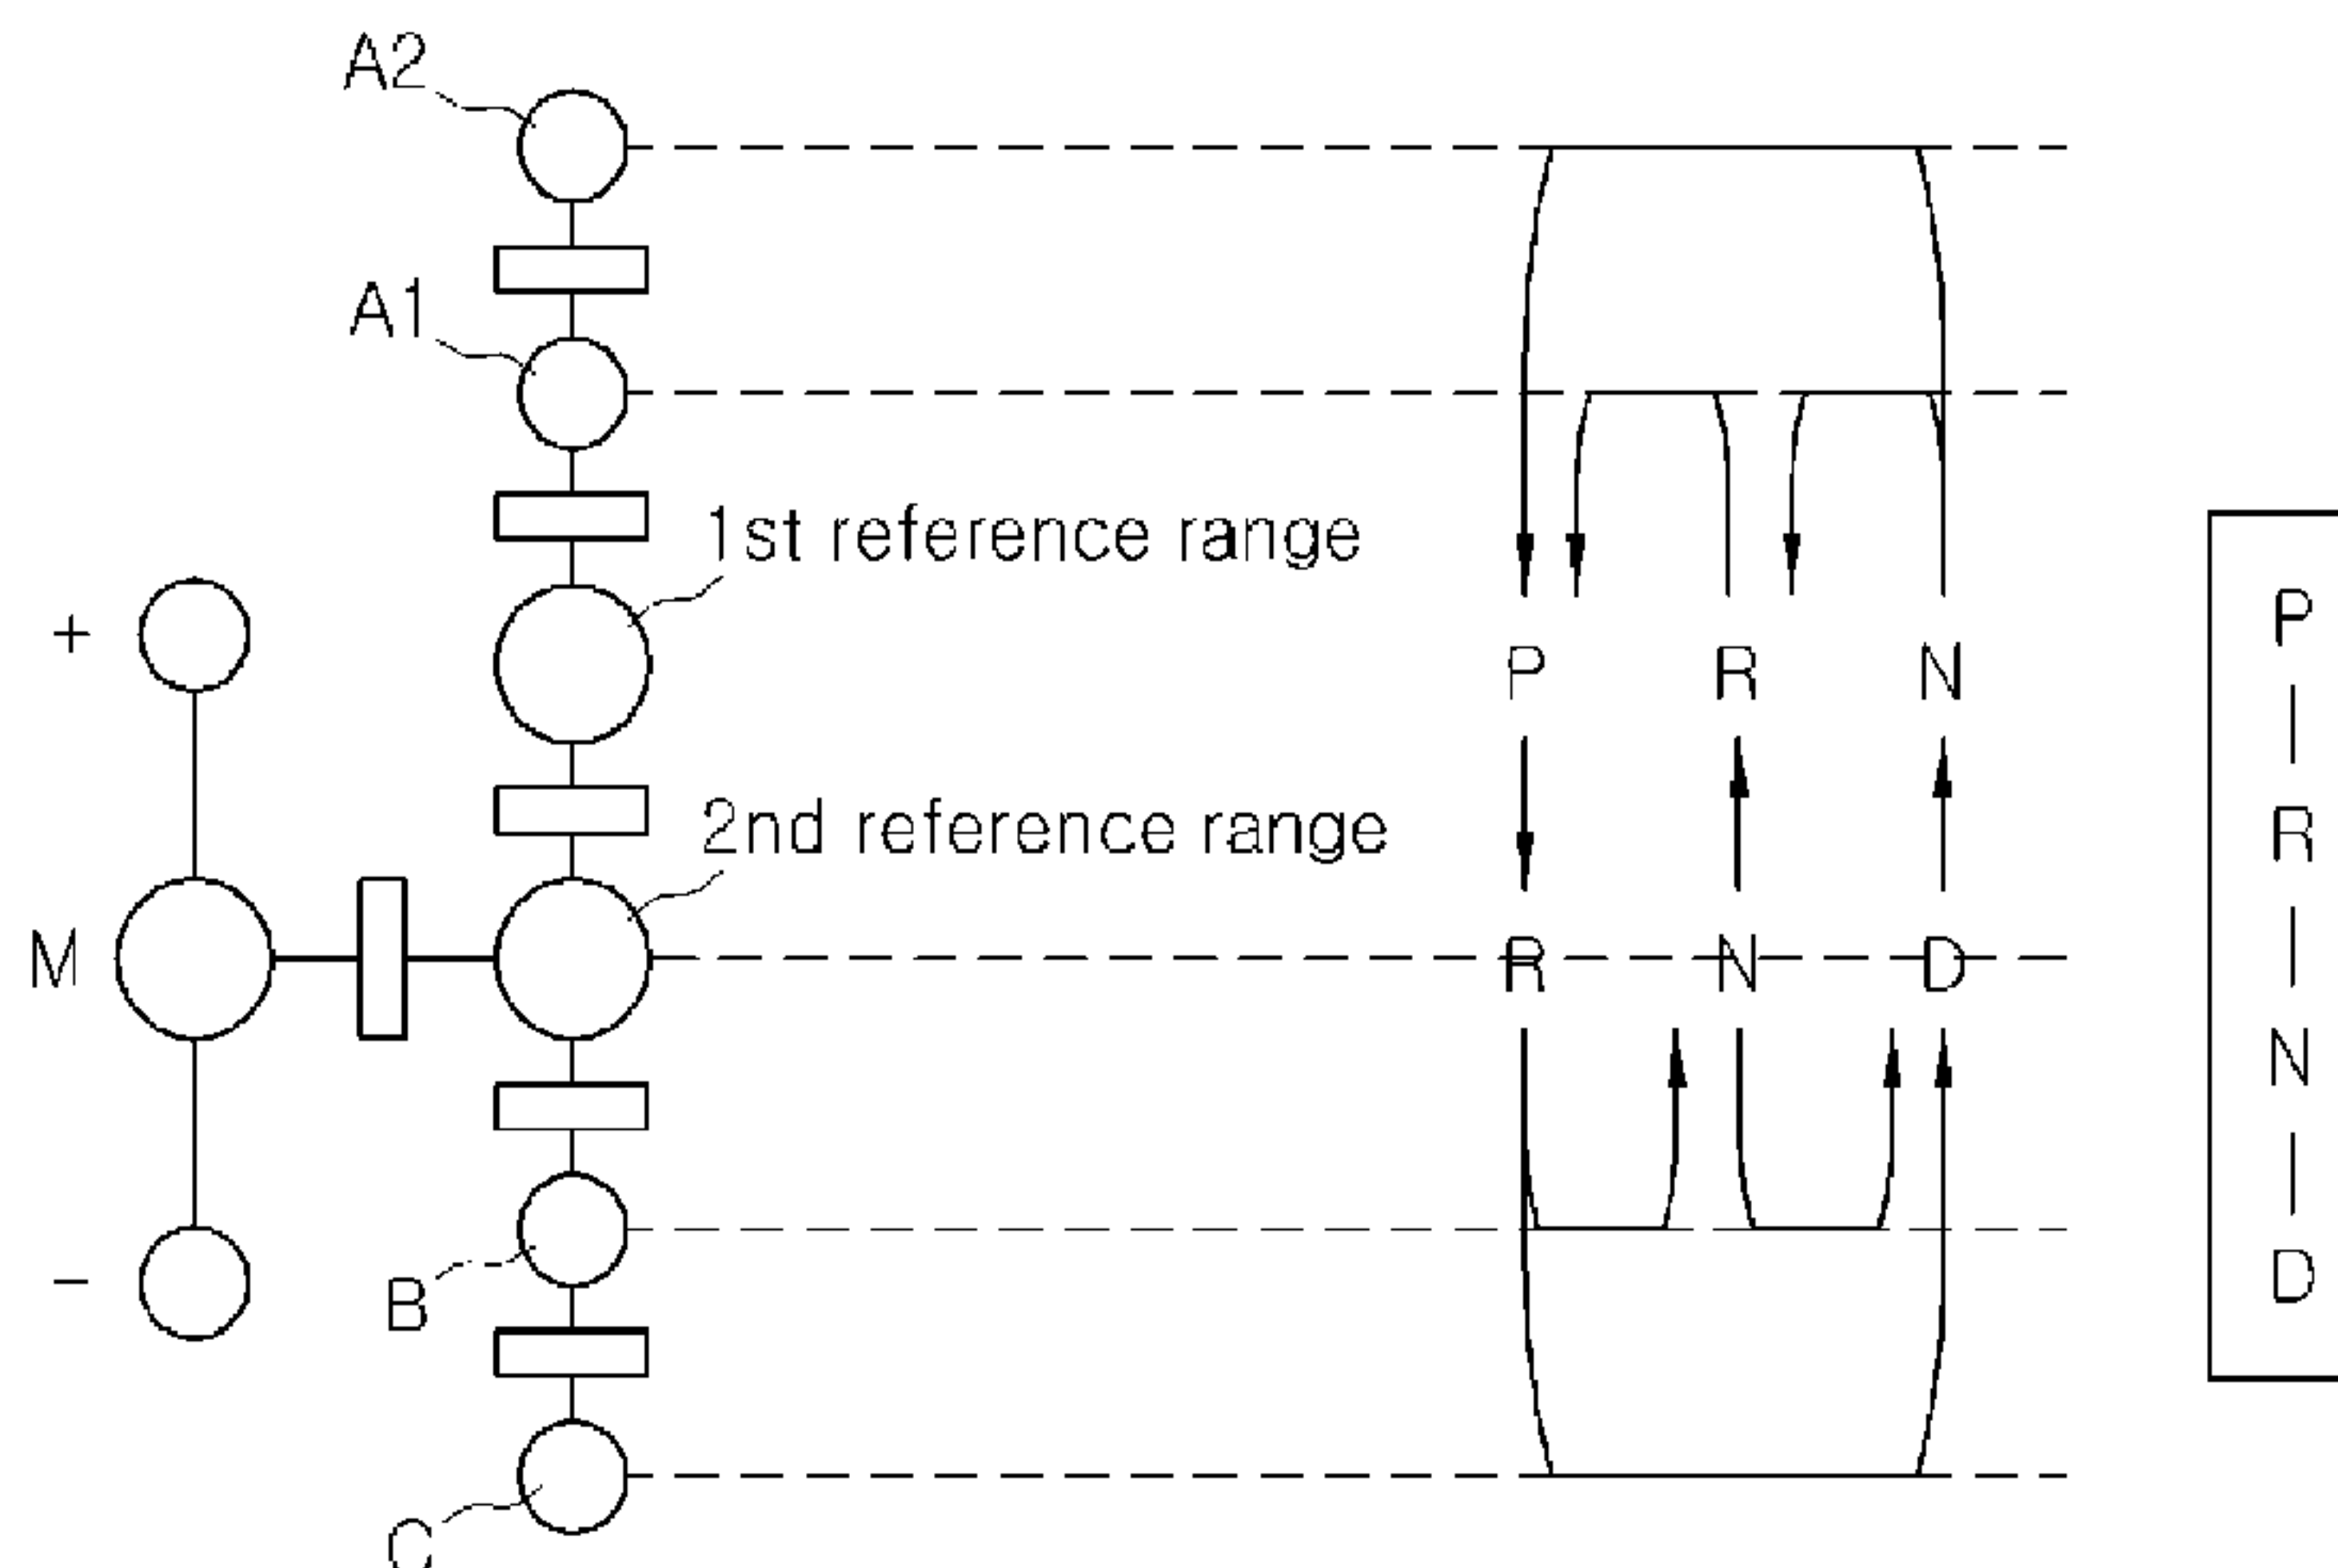 A2
A1
1st reference range
+
P R N
2nd reference range
M
R N D
−
B
C
P
R
N
D